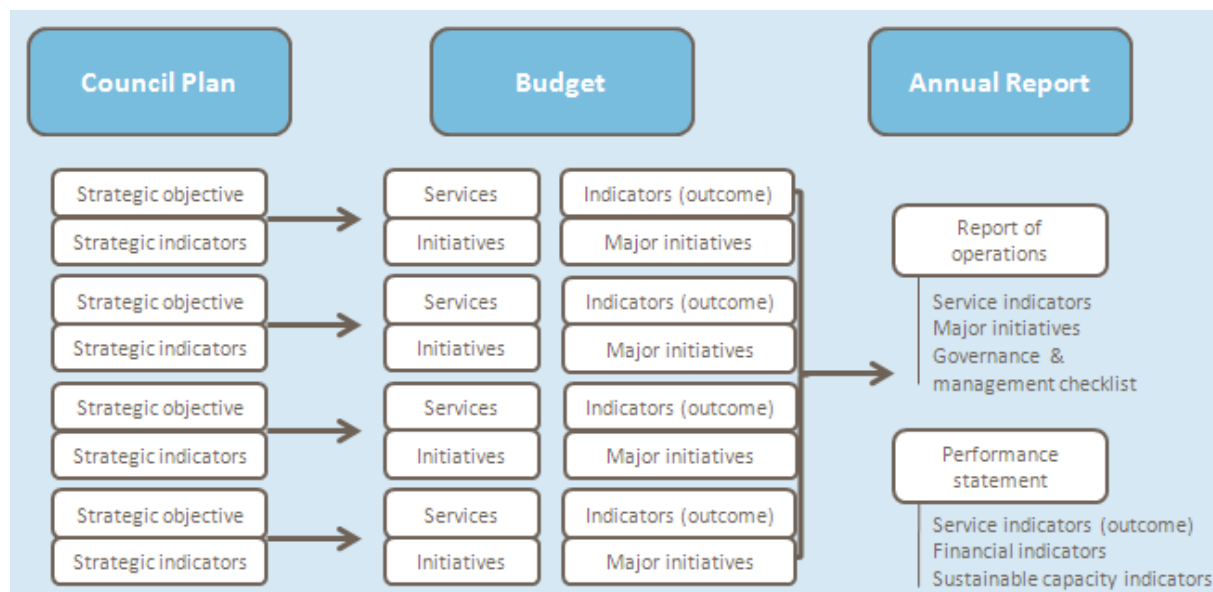 Council Plan
Budget
Annual Report
Strategic objective
Strategic indicators
Services
Initiatives
Indicators (outcome)
Major initiatives
Strategic objective
Strategic indicators
Services
Initiatives
Indicators (outcome)
Major initiatives
Strategic objective
Strategic indicators
Services
Initiatives
Indicators (outcome)
Major initiatives
Strategic objective
Strategic indicators
Services
Initiatives
Indicators (outcome)
Major initiatives
Report of
operations
Service indicators
Major initiatives
Governance &
management checklist
Performance
statement
Service indicators (outcome)
Financial indicators
Sustainable capacity indicators